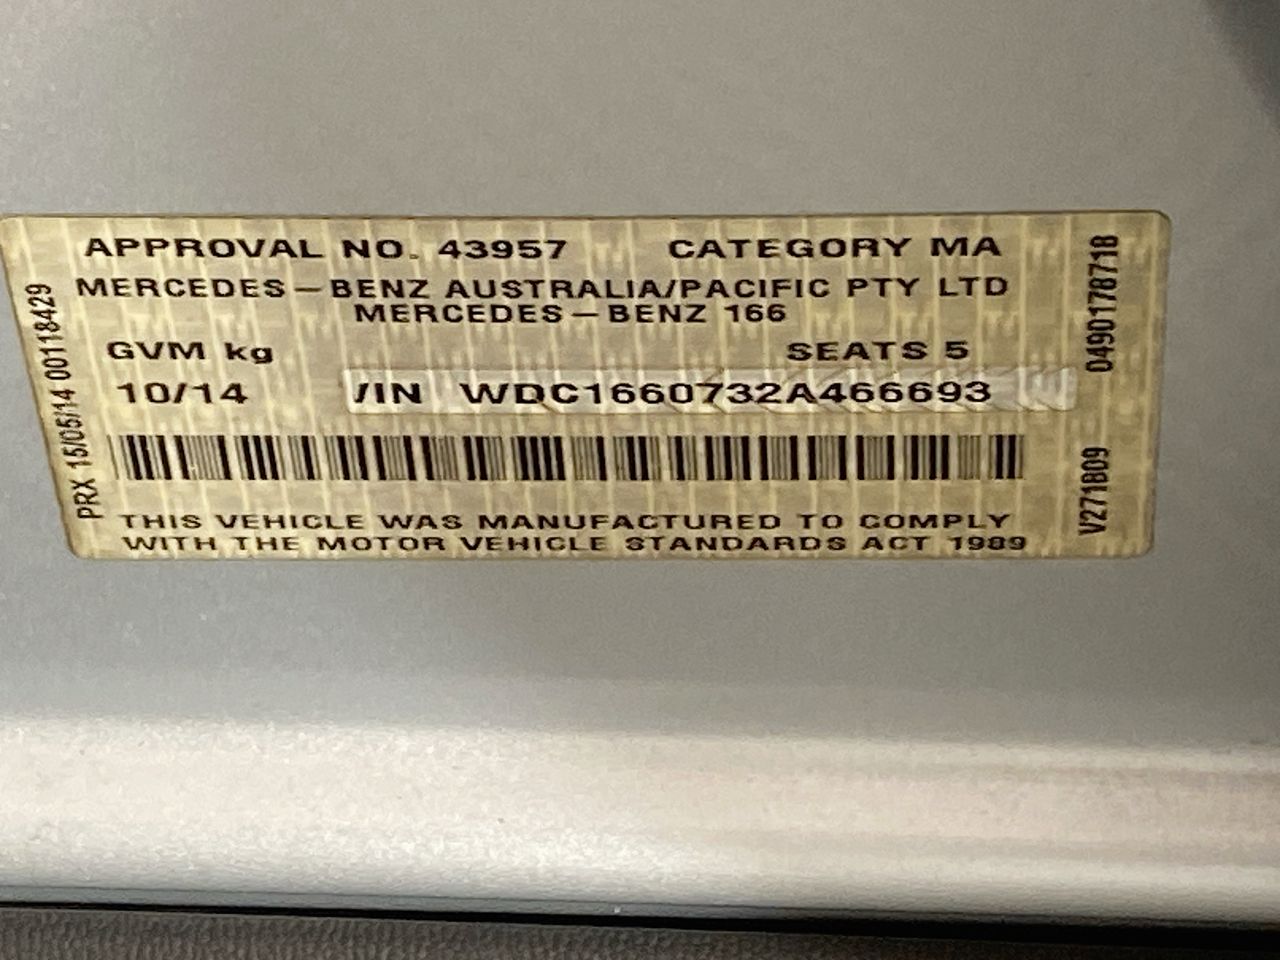 APPROVAL NO. 43957 CATEGORY MA
MERCEDES-BENZ AUSTRALIA/PACIFIC PTY LTD
MERCEDES-BENZ 166
GVM kg SEATS 5
10/14 /IN WDC1660732A466693
THIS VEHICLE WAS MANUFACTURED TO COMPLY
WITH THE MOTOR VEHICLE STANDARDS ACT 1989
PRX 15/05/14 00118429
04901787718
V271809